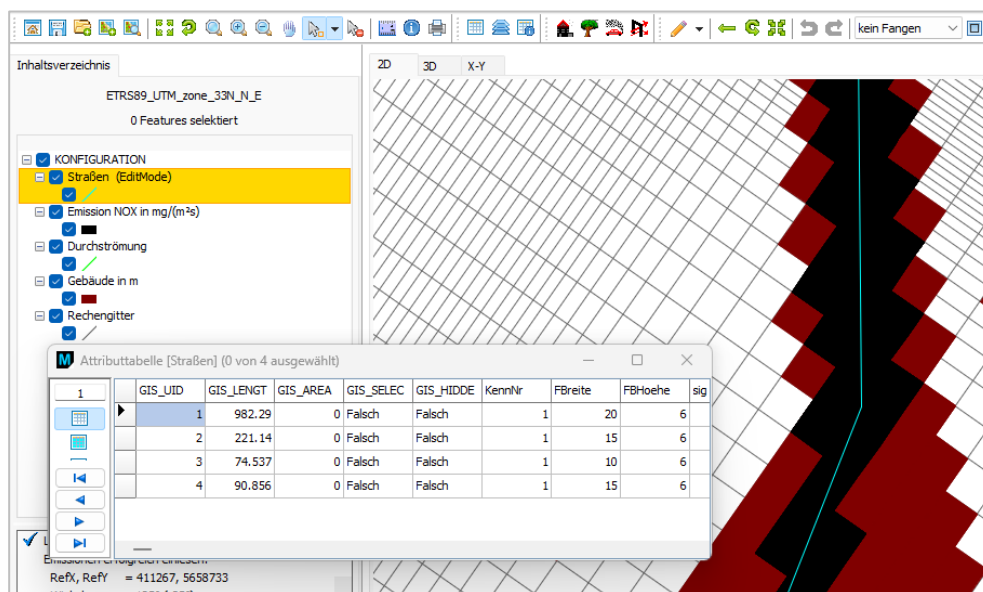 kein Fangen
Inhaltsverzeichnis
2D 3D X-Y
ETRS89_UTM_zone_33N_N_E
0 Features selektiert
KONFIGURATION
Straßen (EditMode)
Emission NOX in mg/(m²s)
Durchströmung
Gebäude in m
Rechengitter
M Attributtabelle [Straßen] (0 von 4 ausgewählt)
1
GIS_UID GIS_LENGT GIS_AREA GIS_SELEC GIS_HIDDE KennNr FBreite FBHoehe sig
1 982.29 0 Falsch Falsch 1 20 6
2 221.14 0 Falsch Falsch 1 15 6
3 74.537 0 Falsch Falsch 1 10 6
4 90.856 0 Falsch Falsch 1 15 6
RefX, RefY = 411267, 5658733